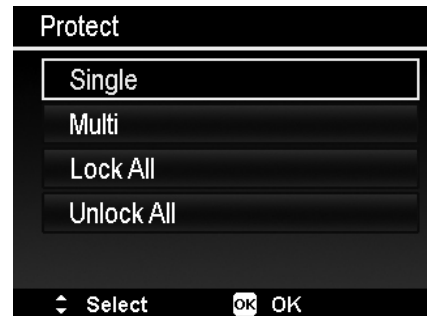 Protect
Single
Multi
Lock All
Unlock All
Select OK OK